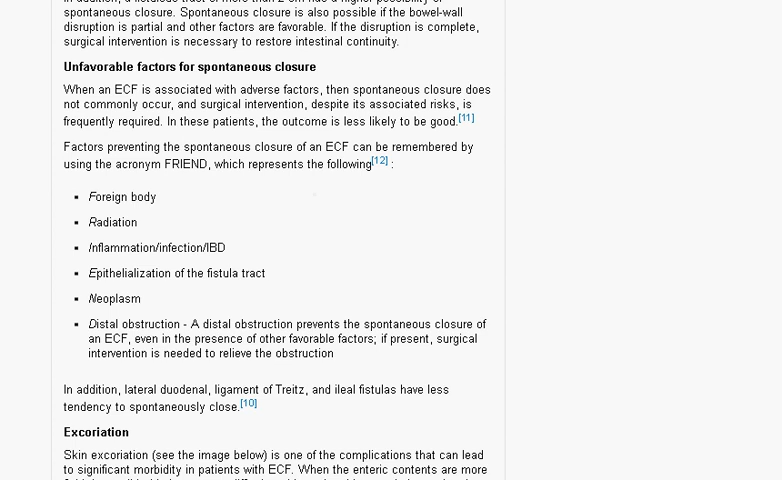 spontaneous closure. Spontaneous closure is also possible if the bowel-wall
disruption is partial and other factors are favorable. If the disruption is complete,
surgical intervention is necessary to restore intestinal continuity.
Unfavorable factors for spontaneous closure
When an ECF is associated with adverse factors, then spontaneous closure does
not commonly occur, and surgical intervention, despite its associated risks, is
frequently required. In these patients, the outcome is less likely to be good.[11]
Factors preventing the spontaneous closure of an ECF can be remembered by
using the acronym FRIEND, which represents the following[12] :
▪ Foreign body
▪ Radiation
▪ Inflammation/infection/IBD
▪ Epithelialization of the fistula tract
▪ Neoplasm
▪ Distal obstruction - A distal obstruction prevents the spontaneous closure of
an ECF, even in the presence of other favorable factors; if present, surgical
intervention is needed to relieve the obstruction
In addition, lateral duodenal, ligament of Treitz, and ileal fistulas have less
tendency to spontaneously close.[10]
Excoriation
Skin excoriation (see the image below) is one of the complications that can lead
to significant morbidity in patients with ECF. When the enteric contents are more